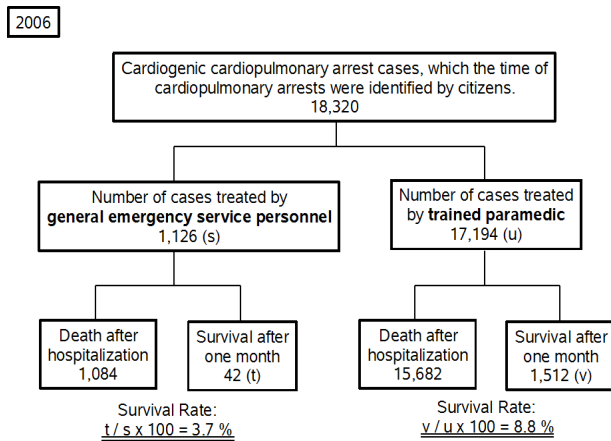 2006
Cardiogenic cardiopulmonary arrest cases, which the time of
cardiopulmonary arrests were identified by citizens.
18,320
Number of cases treated by
general emergency service personnel
1,126 (s)
Number of cases treated
by trained paramedic
17,194 (u)
Death after
hospitalization
1,084
Survival after
one month
42 (t)
Death after
hospitalization
15,682
Survival after
one month
1,512 (v)
Survival Rate:
t / s x 100 = 3.7 %
Survival Rate:
v / u x 100 = 8.8 %